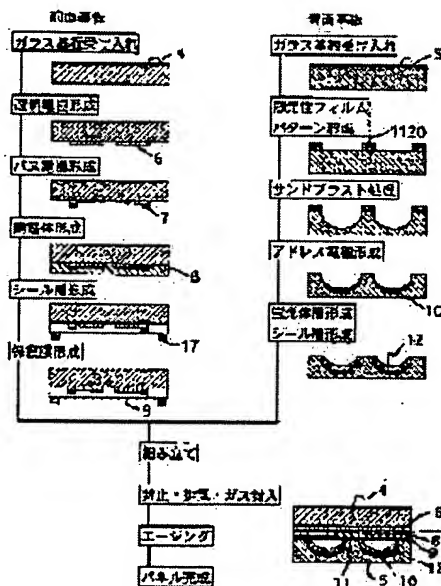 前面基板
背面基板
ガラス基板受け入れ
4
透明電極形成
6
バス電極形成
7
誘電体形成
8
シール層形成
17
保護膜形成
9
ガラス基板受け入れ
5
感光性フィルム
パターン形成
1120
サンドブラスト処理
アドレス電極形成
10
蛍光体層形成
シール層形成
12
組み立て
封止・排気・ガス封入
エージング
パネル完成
4
8
6
9
12
11
5
10